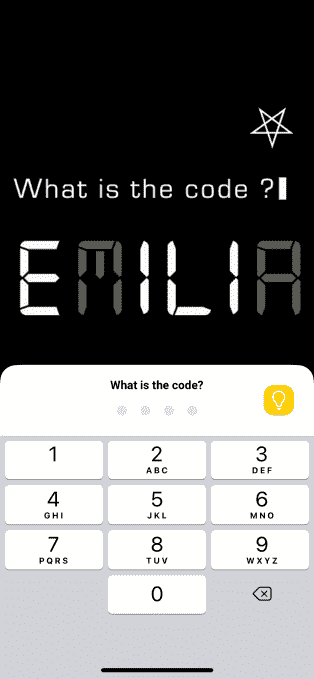 What is the code ?
EMILIA
What is the code?
1
2
ABC
3
DEF
4
GHI
5
JKL
6
MNO
7
PQRS
8
TUV
9
WXYZ
0